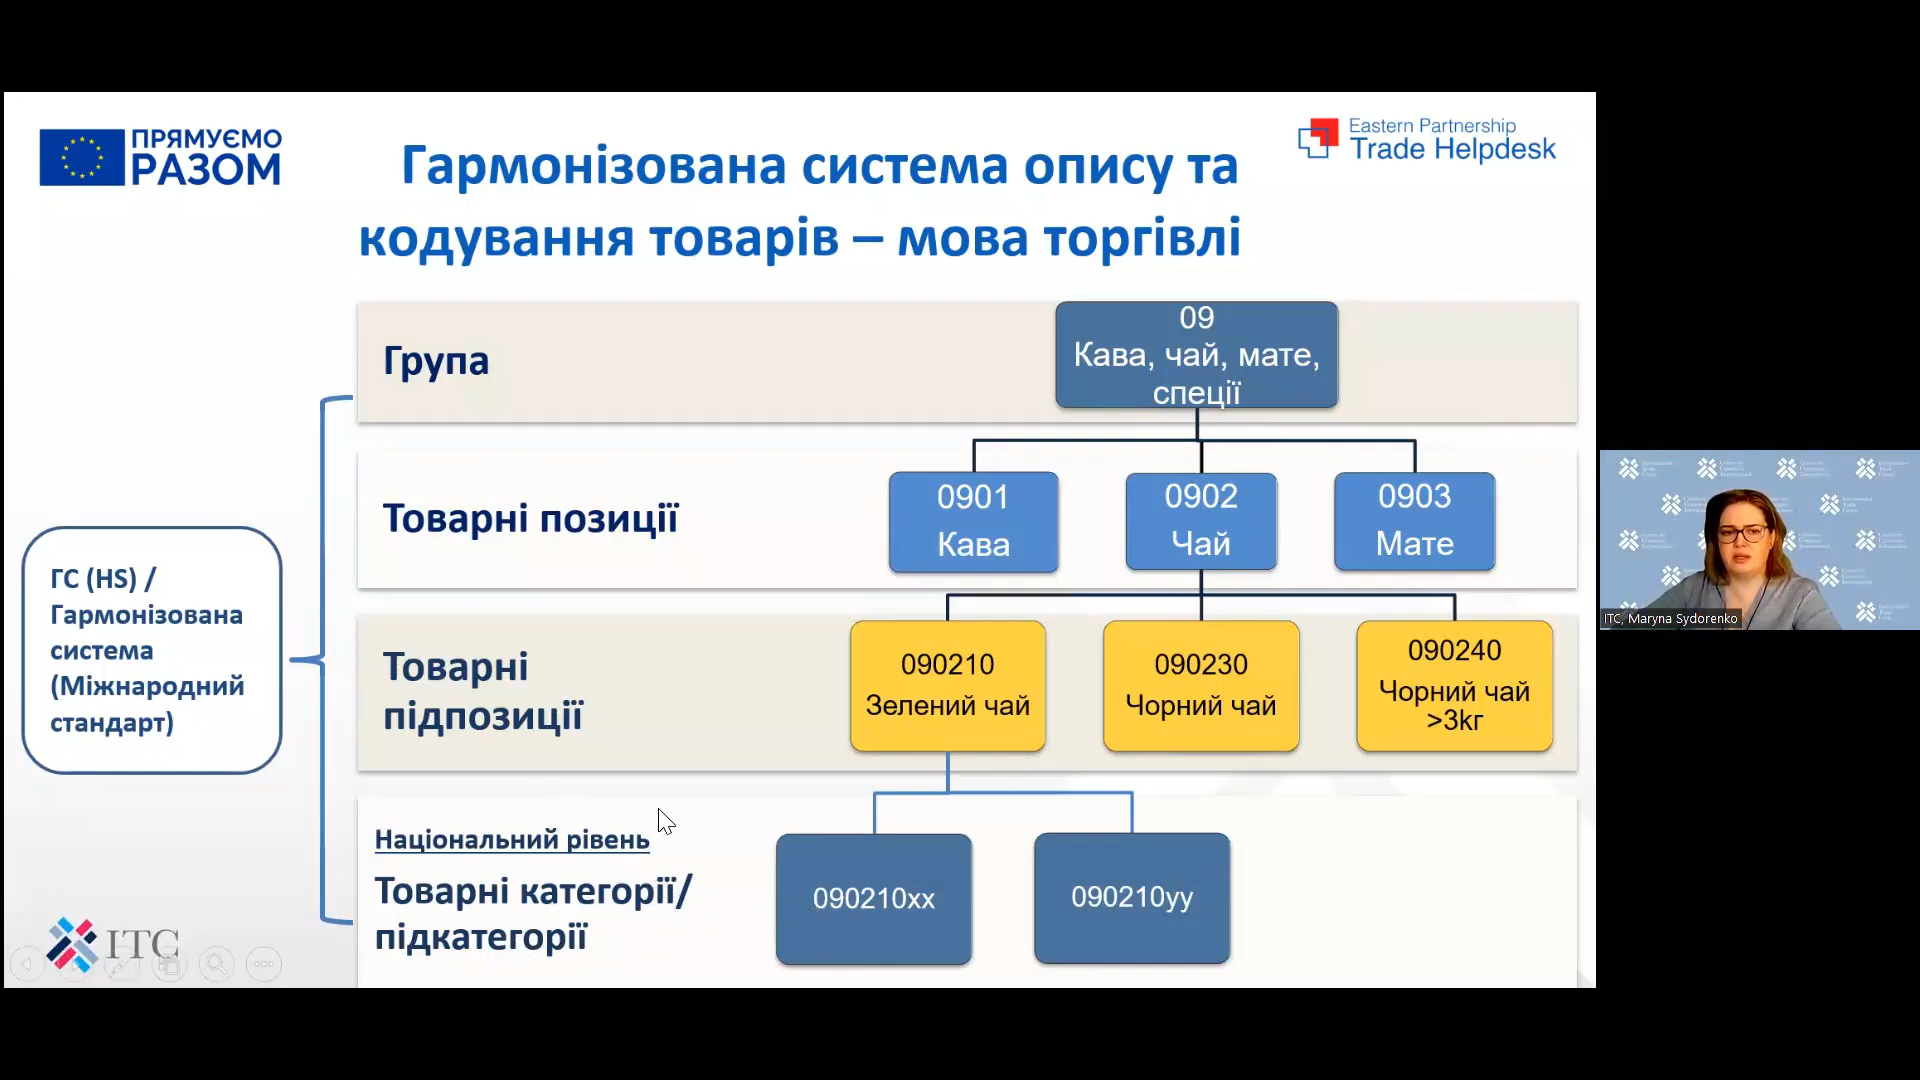 ПРЯМУЄМО
РАЗОМ
Гармонізована система опису та
кодування товарів – мова торгівлі
Eastern Partnership
Trade Helpdesk
Група
09
Кава, чай, мате,
спеції
Товарні позиції
0901
Кава
0902
Чай
0903
Мате
ГС (HS) /
Гармонізована
система
(Міжнародний
стандарт)
Товарні
підпозиції
090210
Зелений чай
090230
Чорний чай
090240
Чорний чай
>3kг
Національний рівень
Товарні категорії/
підкатегорії
090210xx
090210yy
ITC
ITC, Maryna Sydorenko